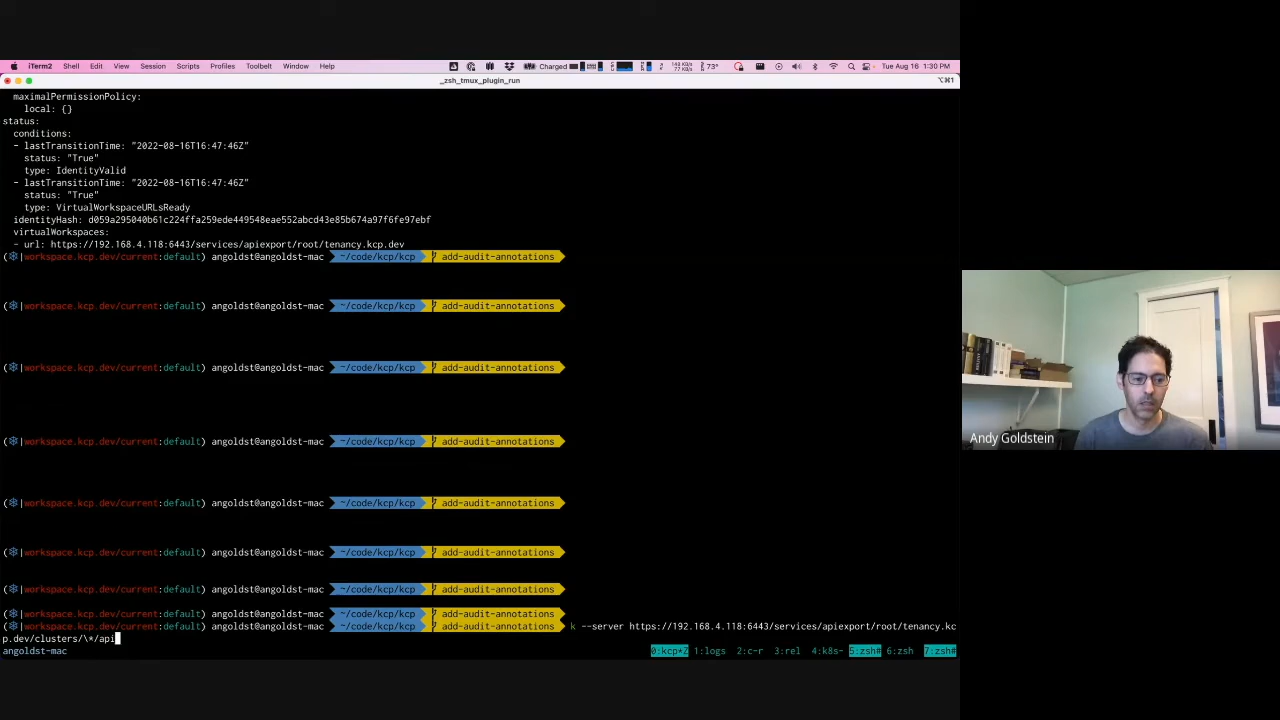 iTerm2 Shell Edit View Session Scripts Profiles Toolbelt Window Help Charged 73° Tue Aug 16 1:30 PM
_zsh_tmux_plugin_run ⌥⌘1
maximalPermissionPolicy:
local: {}
status:
conditions:
- lastTransitionTime: "2022-08-16T16:47:46Z"
status: "True"
type: IdentityValid
- lastTransitionTime: "2022-08-16T16:47:46Z"
status: "True"
type: VirtualWorkspaceURLsReady
identityHash: d059a295040b61c224ffa259ede449548eae552abcd43e85b674a97f6fe97ebf
virtualWorkspaces:
- url: https://192.168.4.118:6443/services/apiexport/root/tenancy.kcp.dev
(|workspace.kcp.dev/current:default) angoldst@angoldst-mac ~/code/kcp/kcp add-audit-annotations
(|workspace.kcp.dev/current:default) angoldst@angoldst-mac ~/code/kcp/kcp add-audit-annotations
(|workspace.kcp.dev/current:default) angoldst@angoldst-mac ~/code/kcp/kcp add-audit-annotations
(|workspace.kcp.dev/current:default) angoldst@angoldst-mac ~/code/kcp/kcp add-audit-annotations
(|workspace.kcp.dev/current:default) angoldst@angoldst-mac ~/code/kcp/kcp add-audit-annotations
(|workspace.kcp.dev/current:default) angoldst@angoldst-mac ~/code/kcp/kcp add-audit-annotations
(|workspace.kcp.dev/current:default) angoldst@angoldst-mac ~/code/kcp/kcp add-audit-annotations
(|workspace.kcp.dev/current:default) angoldst@angoldst-mac ~/code/kcp/kcp add-audit-annotations
(|workspace.kcp.dev/current:default) angoldst@angoldst-mac ~/code/kcp/kcp add-audit-annotations k --server https://192.168.4.118:6443/services/apiexport/root/tenancy.kc
p.dev/clusters/\*/api
angoldst-mac 0:kcp*Z 1:logs 2:c-r 3:rel 4:k8s- 5:zsh# 6:zsh 7:zsh#
Andy Goldstein